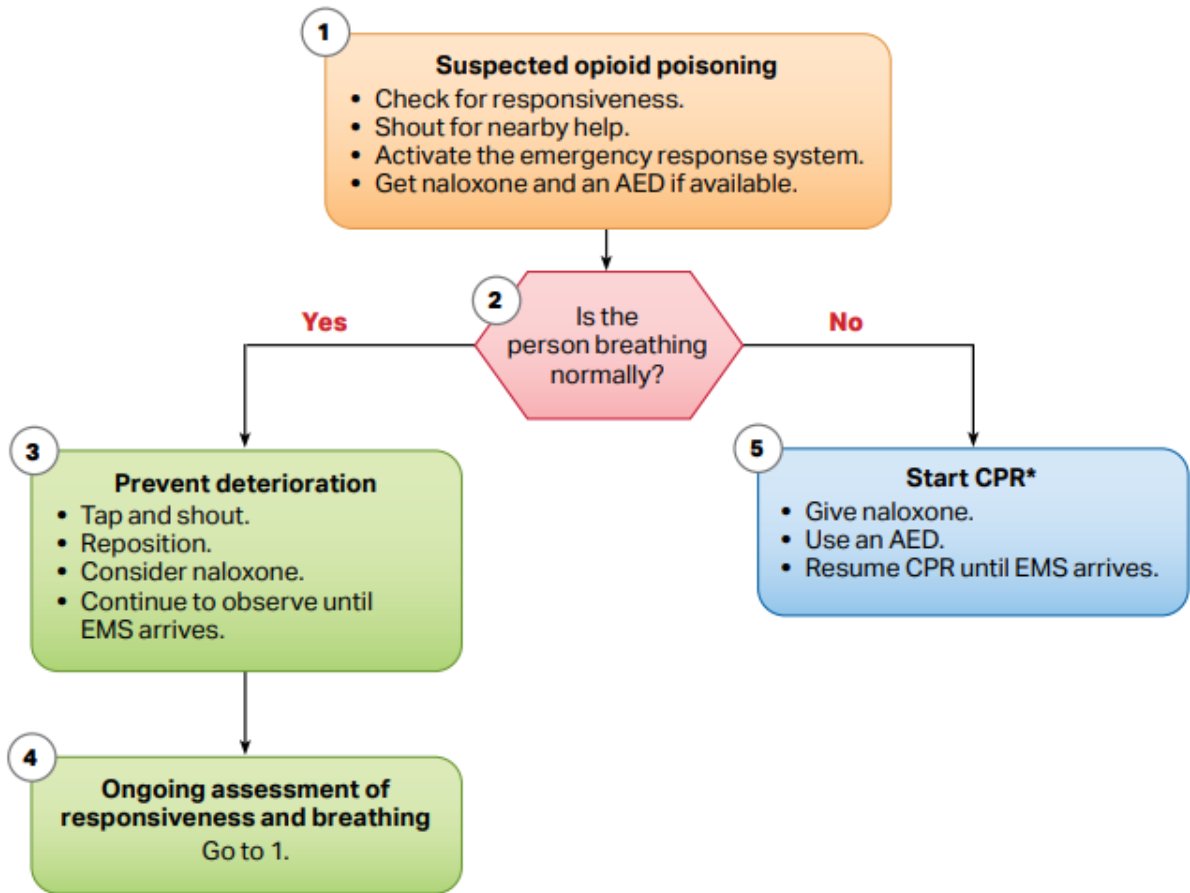 1
Suspected opioid poisoning
• Check for responsiveness.
• Shout for nearby help.
• Activate the emergency response system.
• Get naloxone and an AED if available.
2
Is the
person breathing
normally?
Yes
No
3
Prevent deterioration
• Tap and shout.
• Reposition.
• Consider naloxone.
• Continue to observe until
EMS arrives.
4
Ongoing assessment of
responsiveness and breathing
Go to 1.
5
Start CPR*
• Give naloxone.
• Use an AED.
• Resume CPR until EMS arrives.